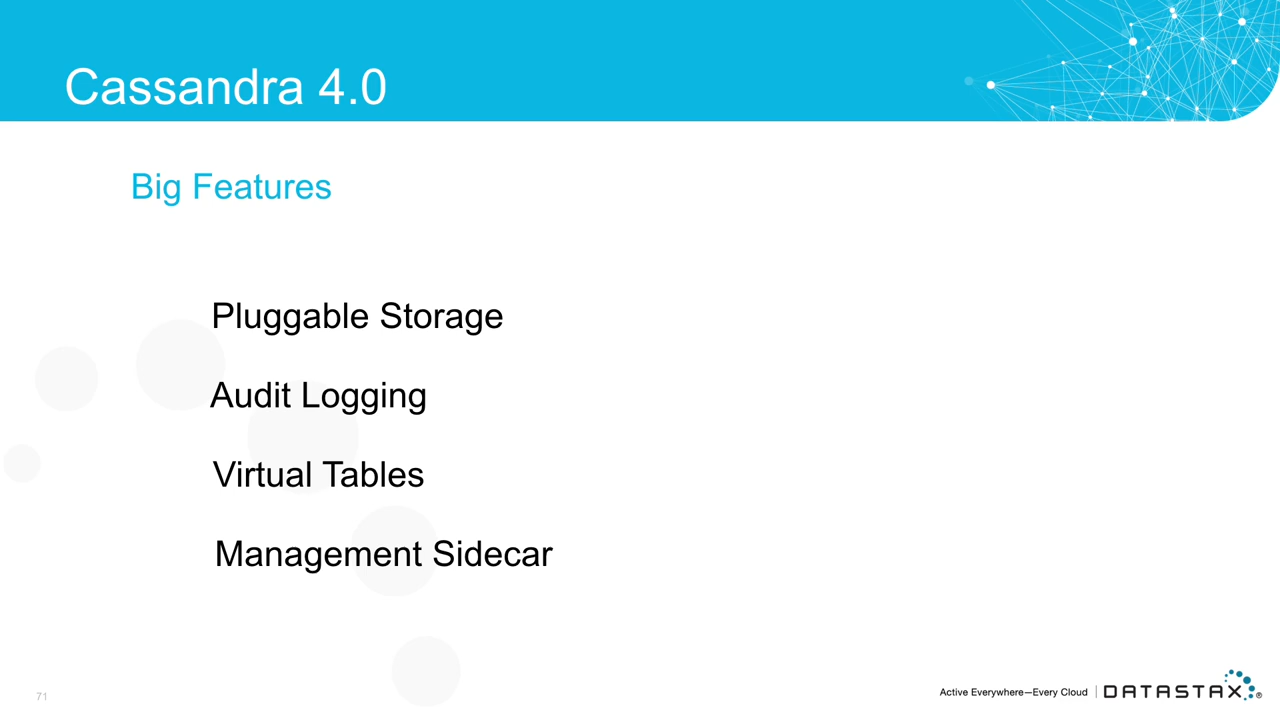 Cassandra 4.0
Big Features
Pluggable Storage
Audit Logging
Virtual Tables
Management Sidecar
71
Active Everywhere—Every Cloud | DATASTAX®